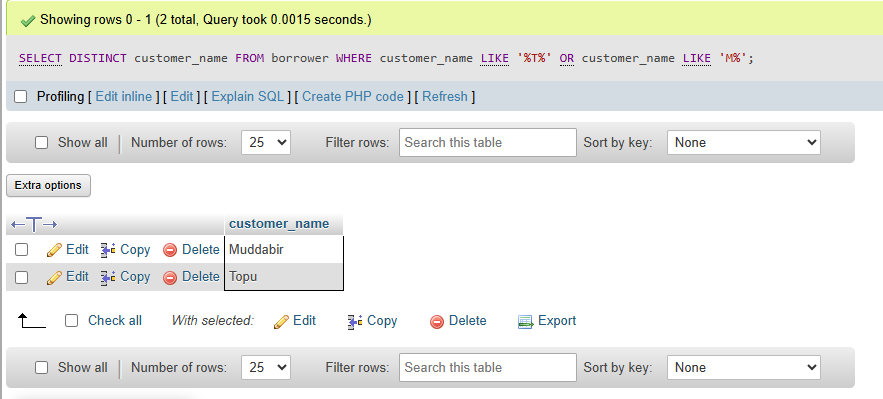 Showing rows 0 - 1 (2 total, Query took 0.0015 seconds.)
SELECT DISTINCT customer_name FROM borrower WHERE customer_name LIKE '%T%' OR customer_name LIKE 'M%';
Profiling [ Edit inline ] [ Edit ] [ Explain SQL ] [ Create PHP code ] [ Refresh ]
Show all | Number of rows: 25 Filter rows: Search this table Sort by key: None
Extra options
←T→ customer_name
Edit Copy Delete Muddabir
Edit Copy Delete Topu
Check all With selected: Edit Copy Delete Export
Show all | Number of rows: 25 Filter rows: Search this table Sort by key: None